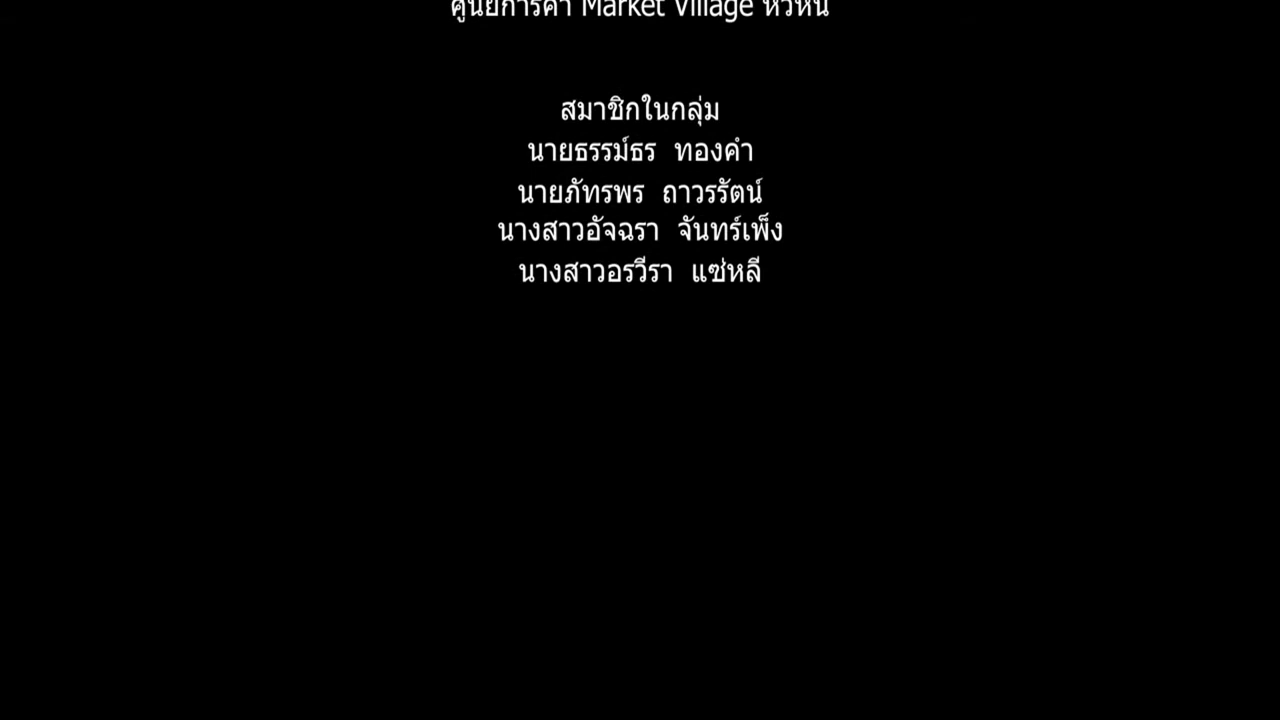 ศูนย์การค้า Market Village หัวหิน
สมาชิกในกลุ่ม
นายธรรม์ธร ทองคำ
นายภัทรพร ถาวรรัตน์
นางสาวอัจฉรา จันทร์เพ็ง
นางสาวอรวีรา แซ่หลี